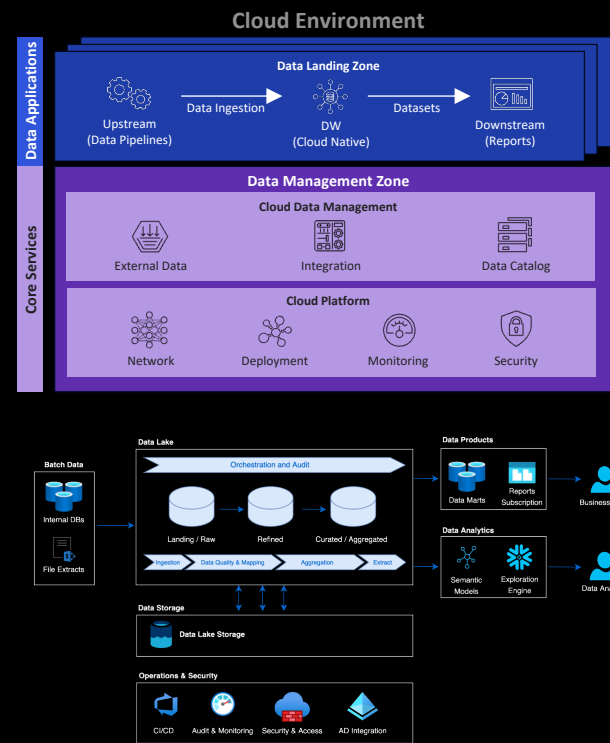 Cloud Environment
Data Applications
Data Landing Zone
Data Ingestion
Datasets
Upstream
(Data Pipelines)
DW
(Cloud Native)
Downstream
(Reports)
Core Services
Data Management Zone
Cloud Data Management
External Data
Integration
Data Catalog
Cloud Platform
Network
Deployment
Monitoring
Security
Batch Data
Internal DBs
File Extracts
Data Lake
Orchestration and Audit
Landing / Raw
Refined
Curated / Aggregated
Ingestion
Data Quality & Mapping
Aggregation
Extract
Data Products
Data Marts
Reports
Subscription
Business
Data Analytics
Semantic
Models
Exploration
Engine
Data
Data Storage
Data Lake Storage
Operations & Security
CI/CD
Audit & Monitoring
Security & Access
AD Integration